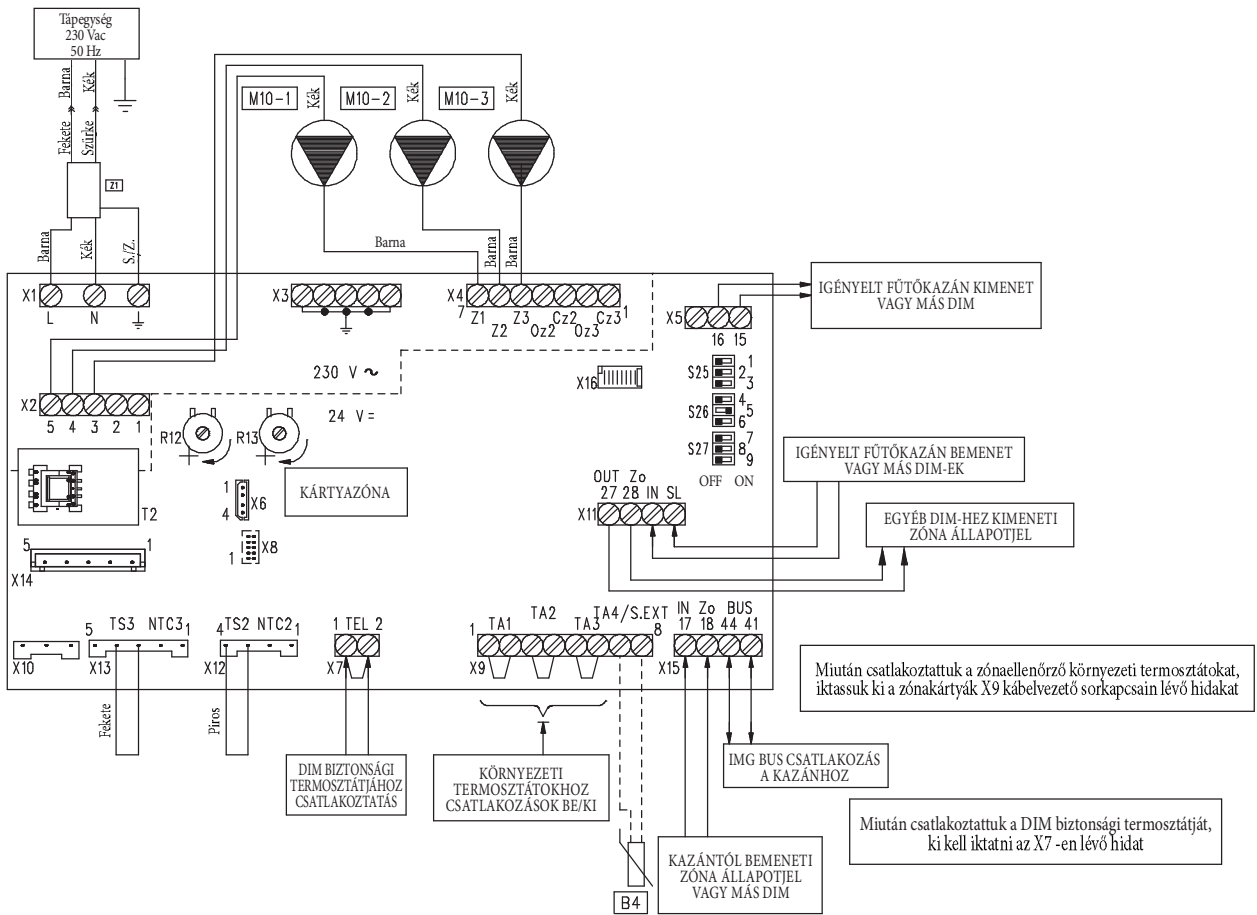 Tápegység
230 Vac
50 Hz
Barna
Kék
Fekete
Szürke
Z1
Barna
Kék
S./Z.
M10-1
Kék
M10-2
Kék
M10-3
Kék
Barna
Barna
Barna
X1
L
N
X3
X4
7
Z1
Z2
Z3
Oz2
Cz2
Oz3
Cz3
1
X5
16 15
IGÉNYELT FŰTŐKAZÁN KIMENET
VAGY MÁS DIM
230 V ~
24 V =
X16
S25
1
2
3
S26
4
5
6
S27
7
8
9
OFF ON
X2
5 4 3 2 1
R12
R13
T2
1
4
X6
KÁRTYAZÓNA
1
X8
5
1
X14
OUT Zo
27 28 IN SL
X11
IGÉNYELT FŰTŐKAZÁN BEMENET
VAGY MÁS DIM-EK
EGYÉB DIM-HEZ KIMENETI
ZÓNA ÁLLAPOTJEL
X10
5 TS3 NTC3 1
X13
4 TS2 NTC2 1
X12
1 TEL 2
X7
1 TA1 TA2 TA3 TA4/S.EXT 8
X9
IN Zo BUS
17 18 44 41
X15
Fekete
Piros
DIM BIZTONSÁGI
TERMOSZTÁTJÁHOZ
CSATLAKOZTATÁS
KÖRNYEZETI
TERMOSZTÁTOKHOZ
CSATLAKOZÁSOK BE/KI
B4
KAZÁNTÓL BEMENETI
ZÓNA ÁLLAPOTJEL
VAGY MÁS DIM
IMG BUS CSATLAKOZÁS
A KAZÁNHOZ
Miután csatlakoztattuk a zónaellenőrző környezeti termosztátokat,
iktassuk ki a zónakártyák X9 kábelvezető sorkapcsain lévő hidakat
Miután csatlakoztattuk a DIM biztonsági termosztátját,
ki kell iktatni az X7 -en lévő hidat